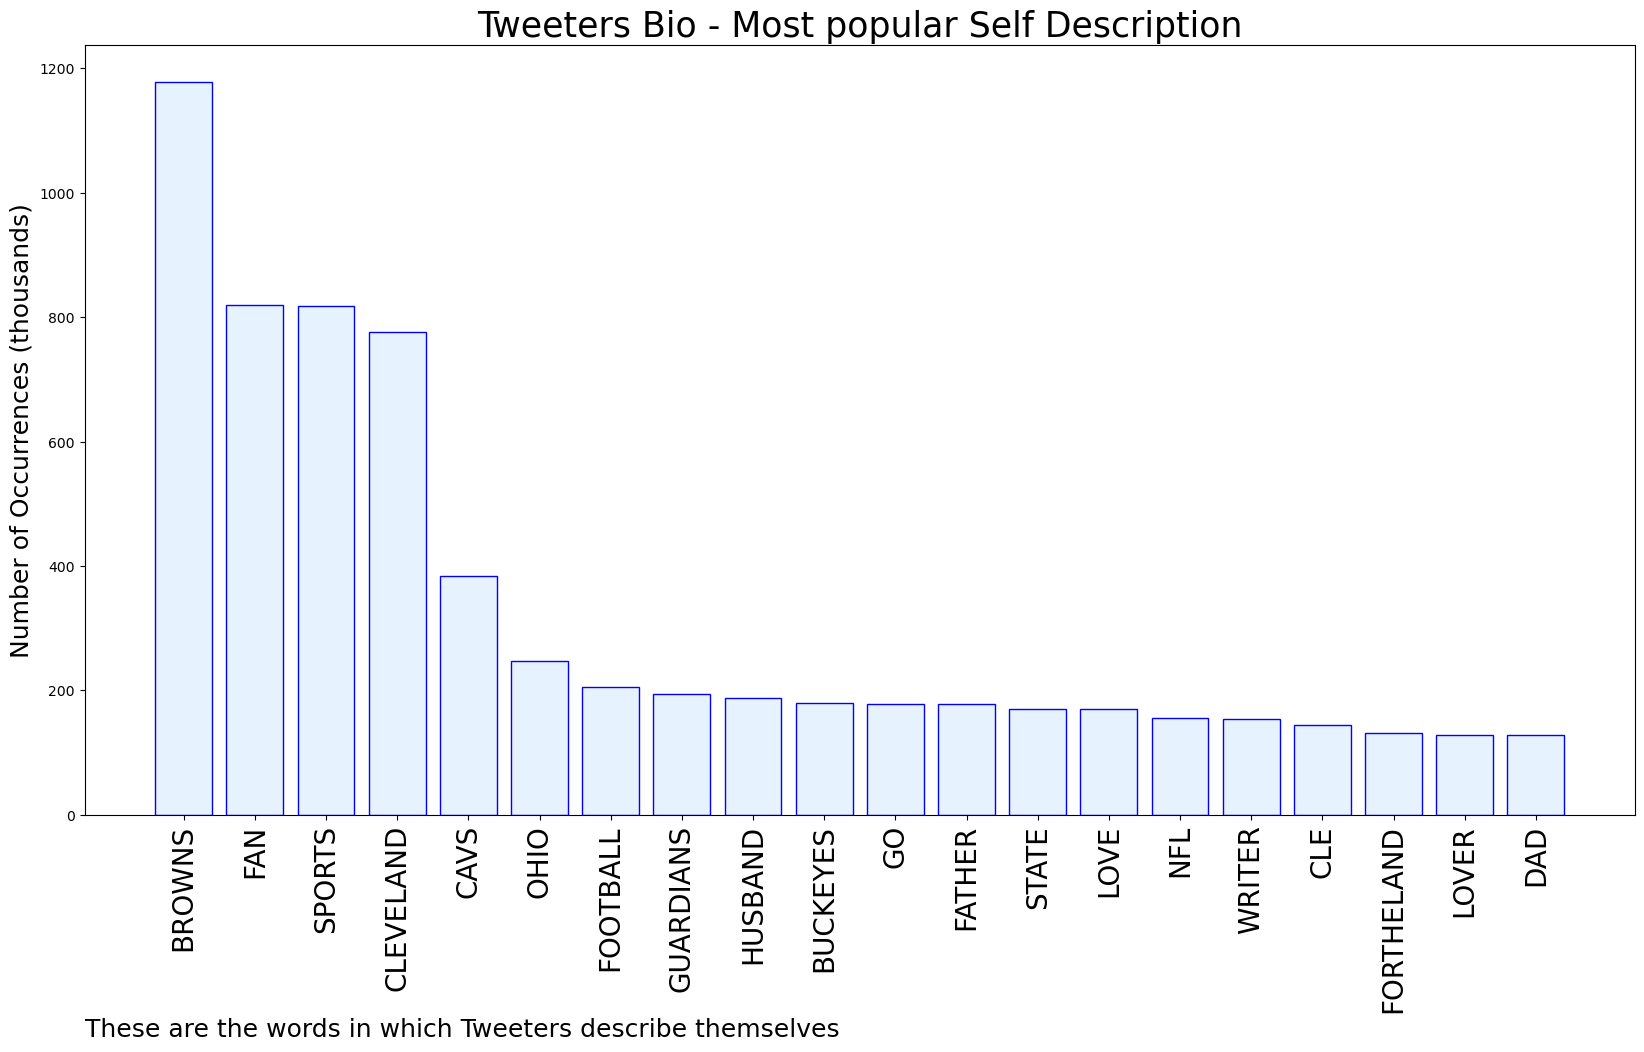 Tweeters Bio - Most popular Self Description
Number of Occurrences (thousands)
1200
1000
800
600
400
200
0
BROWNS
FAN
SPORTS
CLEVELAND
CAVS
OHIO
FOOTBALL
GUARDIANS
HUSBAND
BUCKEYES
GO
FATHER
STATE
LOVE
NFL
WRITER
CLE
FORTHELAND
LOVER
DAD
These are the words in which Tweeters describe themselves